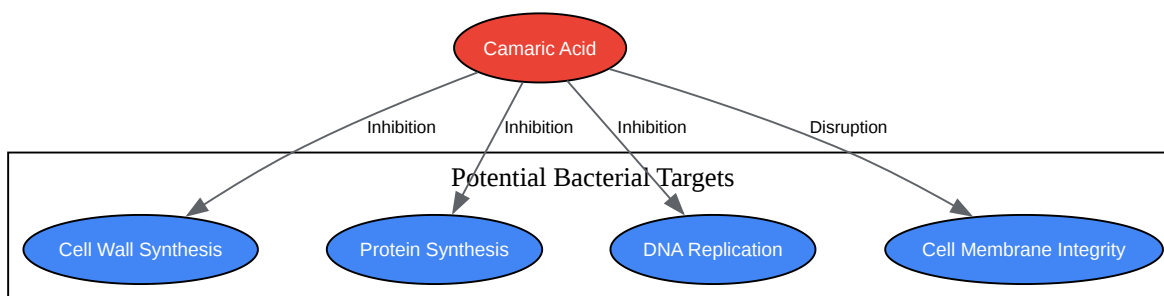 Camaric Acid
Inhibition
Inhibition
Inhibition
Disruption
Potential Bacterial Targets
Cell Wall Synthesis
Protein Synthesis
DNA Replication
Cell Membrane Integrity